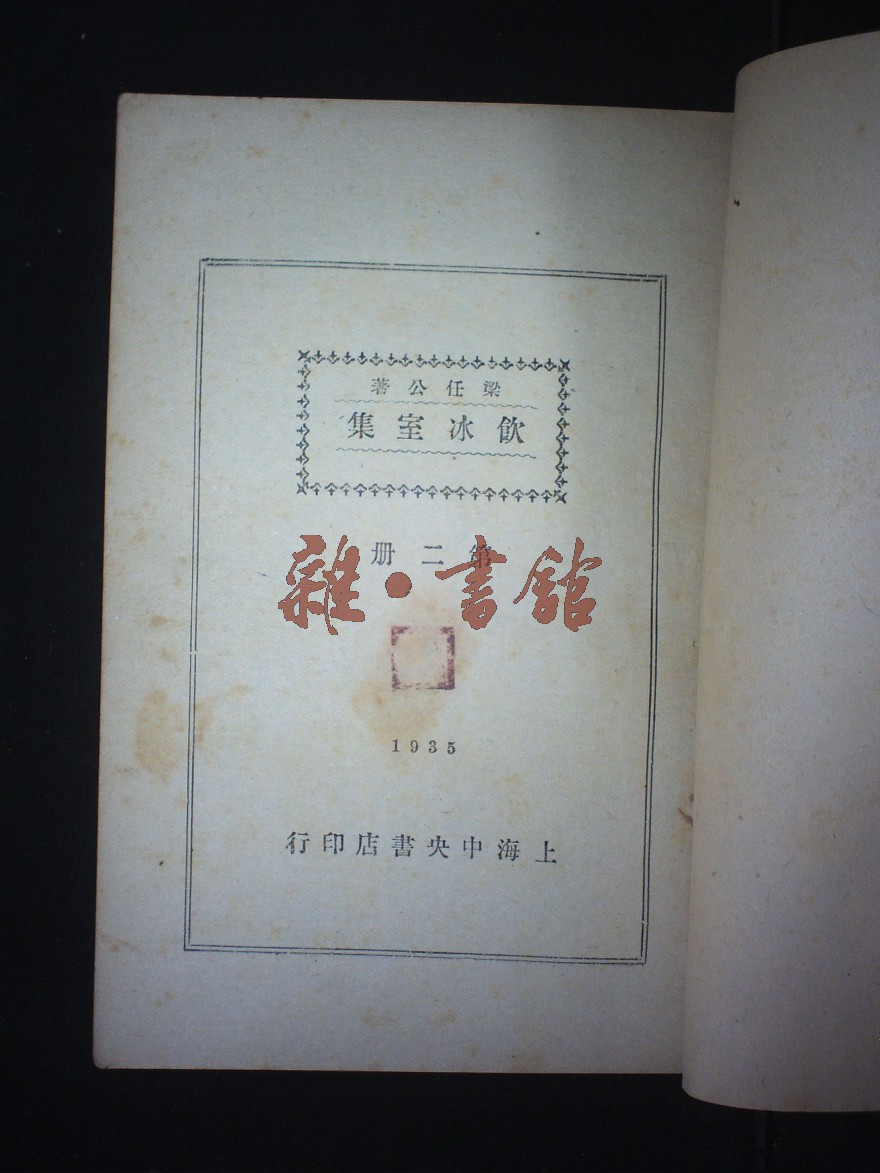 梁任公著
飲冰室集
第二册
雜·書館
1935
上海中央書店印行